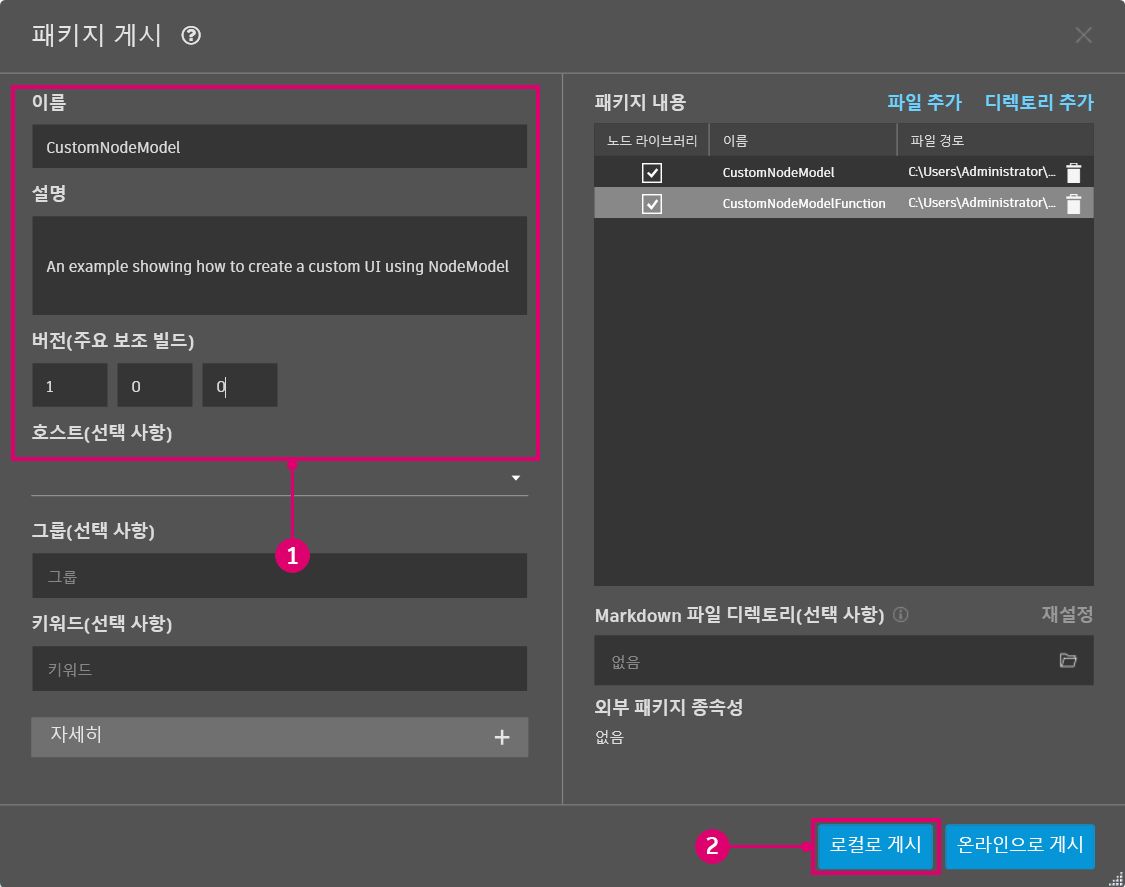 패키지 게시
이름
CustomNodeModel
설명
An example showing how to create a custom UI using NodeModel
버전(주요 보조 빌드)
1 0 0
호스트(선택 사항)
1
그룹(선택 사항)
그룹
키워드(선택 사항)
키워드
자세히
패키지 내용 파일 추가 디렉토리 추가
노드 라이브러리 이름 파일 경로
CustomNodeModel C:\Users\Administrator\...
CustomNodeModelFunction C:\Users\Administrator\...
Markdown 파일 디렉토리(선택 사항) 재설정
없음
외부 패키지 종속성
없음
2
로컬로 게시 온라인으로 게시